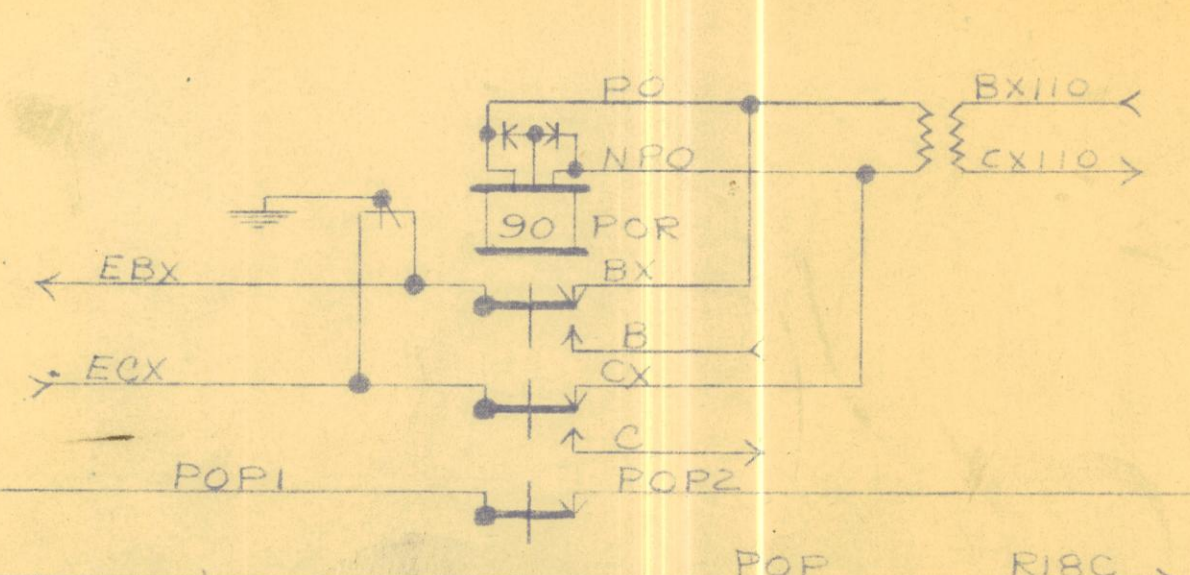 PO
BX110
NPO
CX110
90 POR
EBX
BX
B
ECX
CX
C
POP1
POP2
POP
R18C